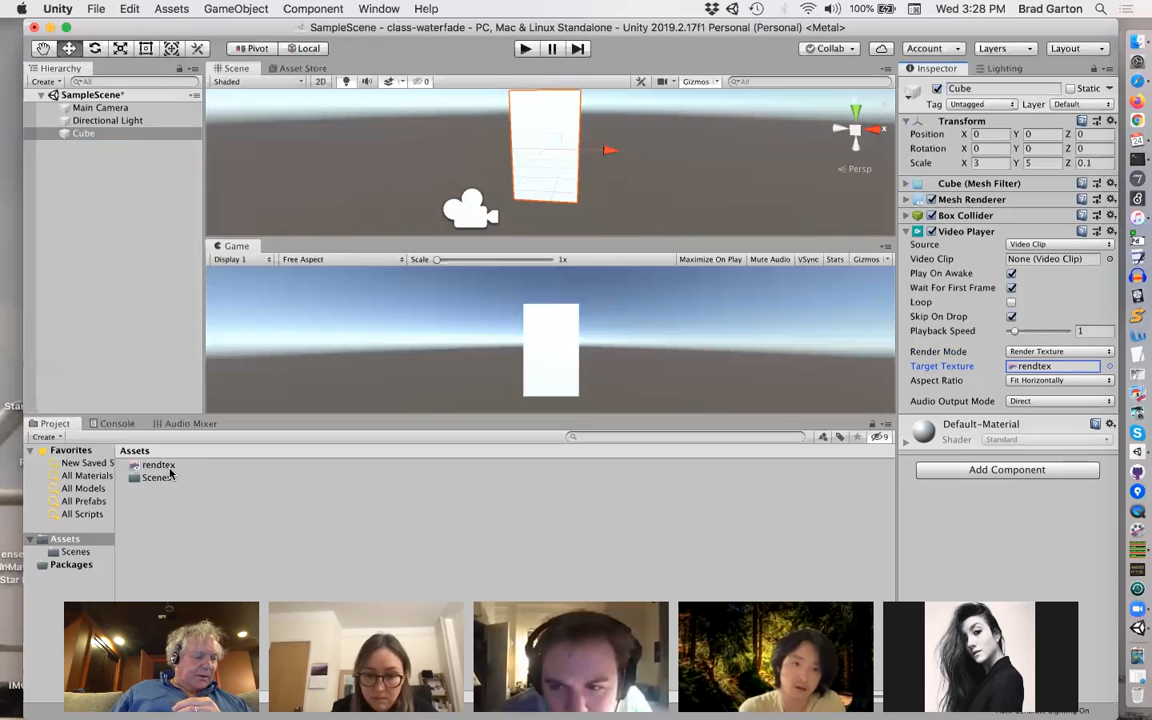 Unity File Edit Assets GameObject Component Window Help 100% Wed 3:28 PM Brad Garton
SampleScene - class-waterfade - PC, Mac & Linux Standalone - Unity 2019.2.17f1 Personal (Personal) <Metal>
Pivot Local Collab Account Layers Layout
Hierarchy
Create All
SampleScene*
Main Camera
Directional Light
Cube
Scene Asset Store
Shaded 2D 0 Gizmos All
x
Persp
Game
Display 1 Free Aspect Scale 1x Maximize On Play Mute Audio VSync Stats Gizmos
Inspector Lighting
Cube Static
Tag Untagged Layer Default
Transform
Position X 0 Y 0 Z 0
Rotation X 0 Y 0 Z 0
Scale X 3 Y 5 Z 0.1
Cube (Mesh Filter)
Mesh Renderer
Box Collider
Video Player
Source Video Clip
Video Clip None (Video Clip)
Play On Awake
Wait For First Frame
Loop
Skip On Drop
Playback Speed 1
Render Mode Render Texture
Target Texture rendtex
Aspect Ratio Fit Horizontally
Audio Output Mode Direct
Default-Material
Shader Standard
Add Component
Project Console Audio Mixer
Create 9
Favorites
New Saved S
All Materials
All Models
All Prefabs
All Scripts
Assets
Scenes
Packages
Assets
rendtex
Scenes